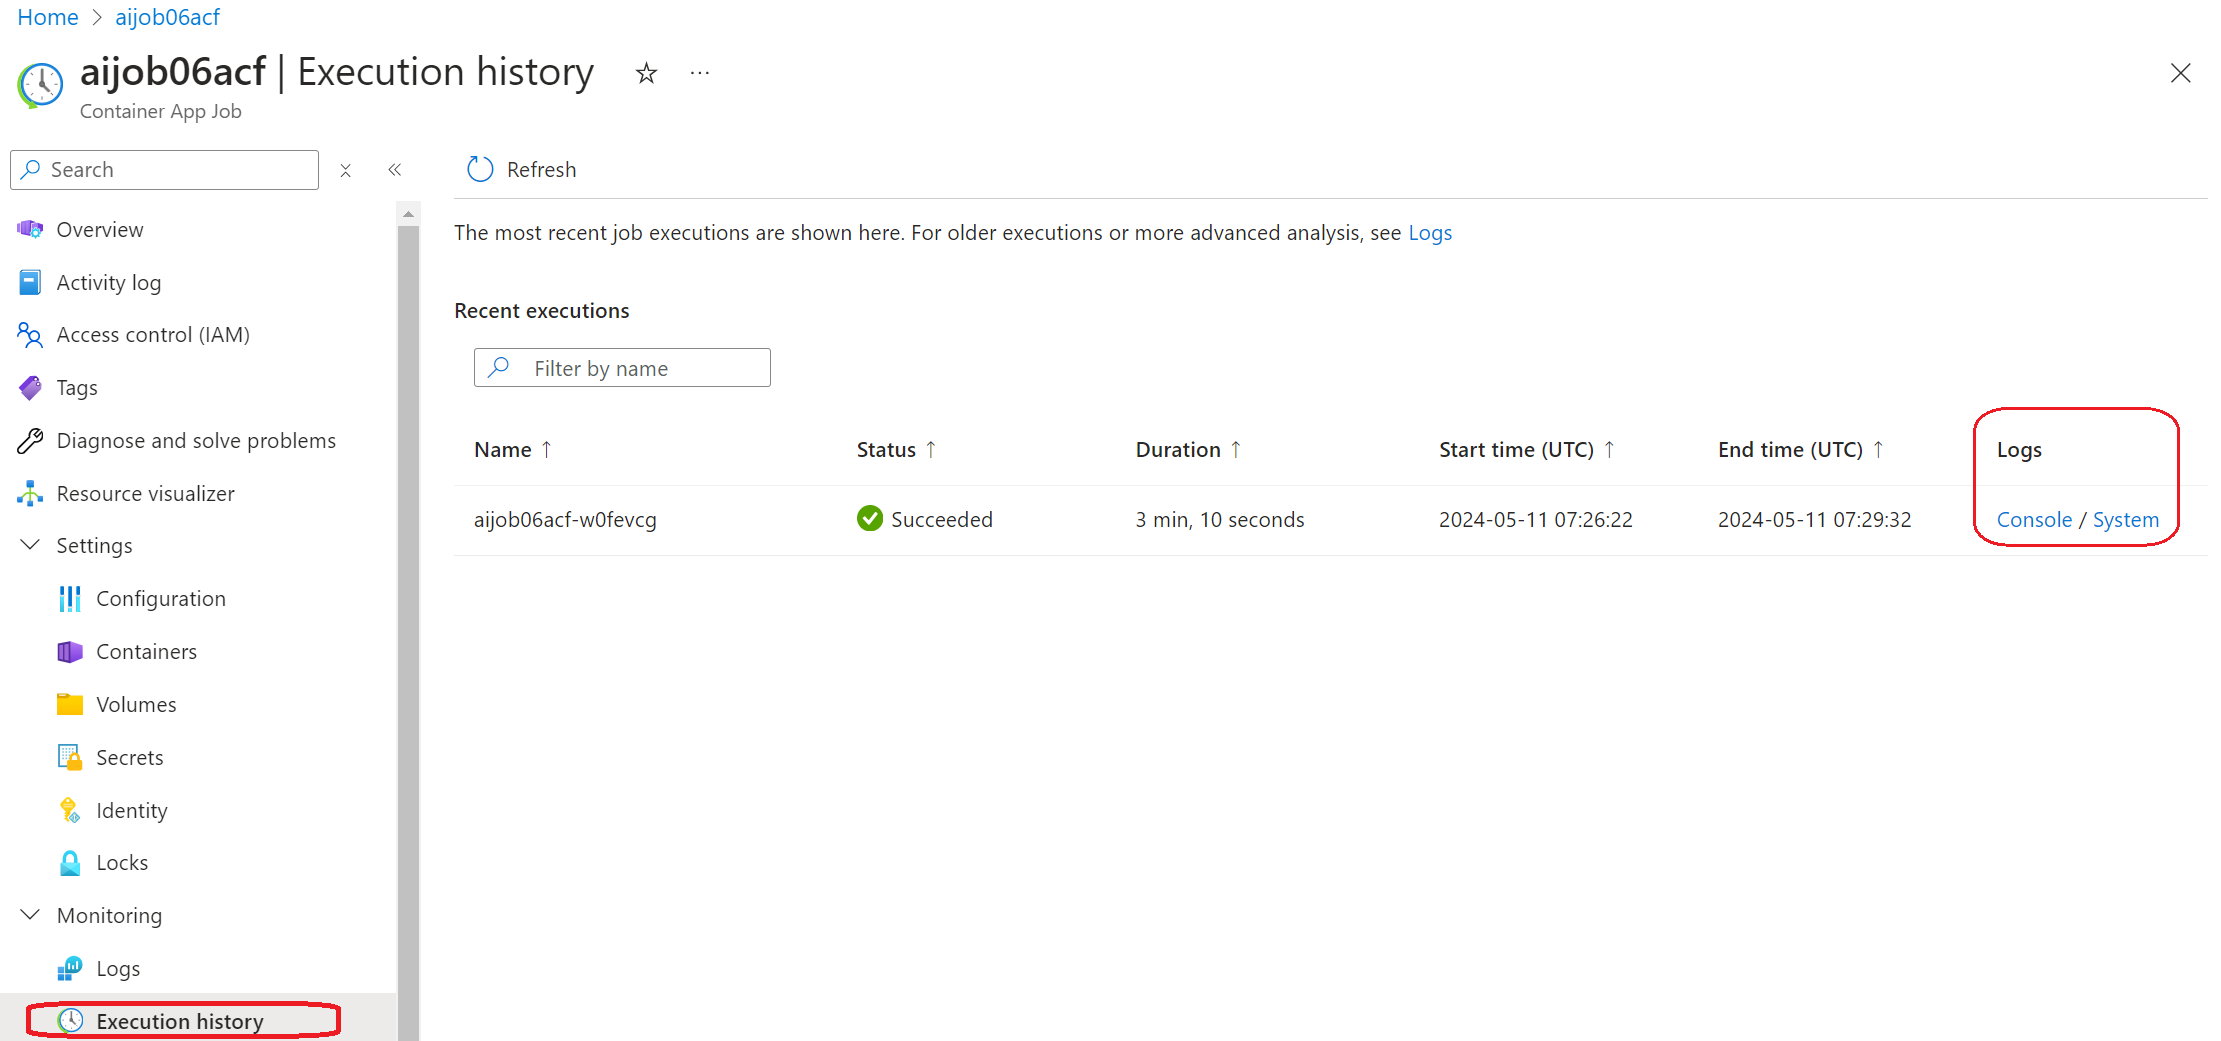 Home > aijob06acf
aijob06acf | Execution history ☆ ···
Container App Job
Search
Refresh
Overview
Activity log
Access control (IAM)
Tags
Diagnose and solve problems
Resource visualizer
Settings
Configuration
Containers
Volumes
Secrets
Identity
Locks
Monitoring
Logs
Execution history
The most recent job executions are shown here. For older executions or more advanced analysis, see Logs
Recent executions
Filter by name
Name ↑ Status ↑ Duration ↑ Start time (UTC) ↑ End time (UTC) ↑ Logs
aijob06acf-w0fevcg Succeeded 3 min, 10 seconds 2024-05-11 07:26:22 2024-05-11 07:29:32 Console / System